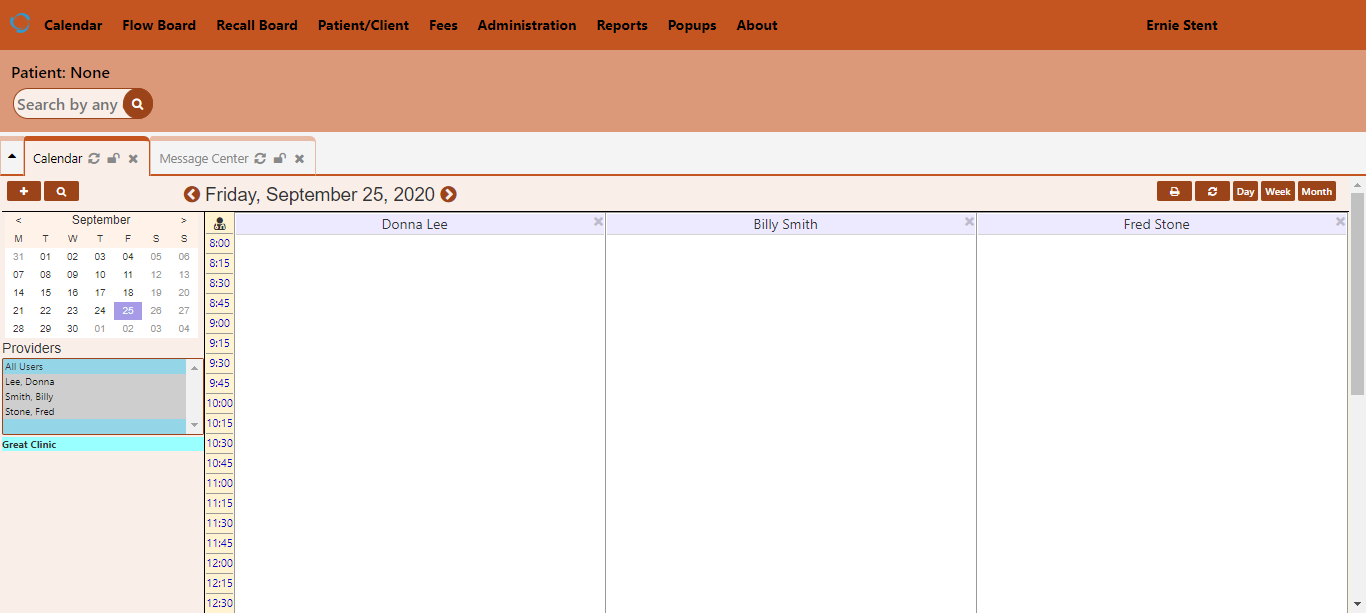 Calendar Flow Board Recall Board Patient/Client Fees Administration Reports Popups About Ernie Stent
Patient: None
Search by any
Calendar Message Center
Friday, September 25, 2020 Day Week Month
< September >
M T W T F S S
31 01 02 03 04 05 06
07 08 09 10 11 12 13
14 15 16 17 18 19 20
21 22 23 24 25 26 27
28 29 30 01 02 03 04
Providers
All Users
Lee, Donna
Smith, Billy
Stone, Fred
Great Clinic
Donna Lee Billy Smith Fred Stone
8:00
8:15
8:30
8:45
9:00
9:15
9:30
9:45
10:00
10:15
10:30
10:45
11:00
11:15
11:30
11:45
12:00
12:15
12:30